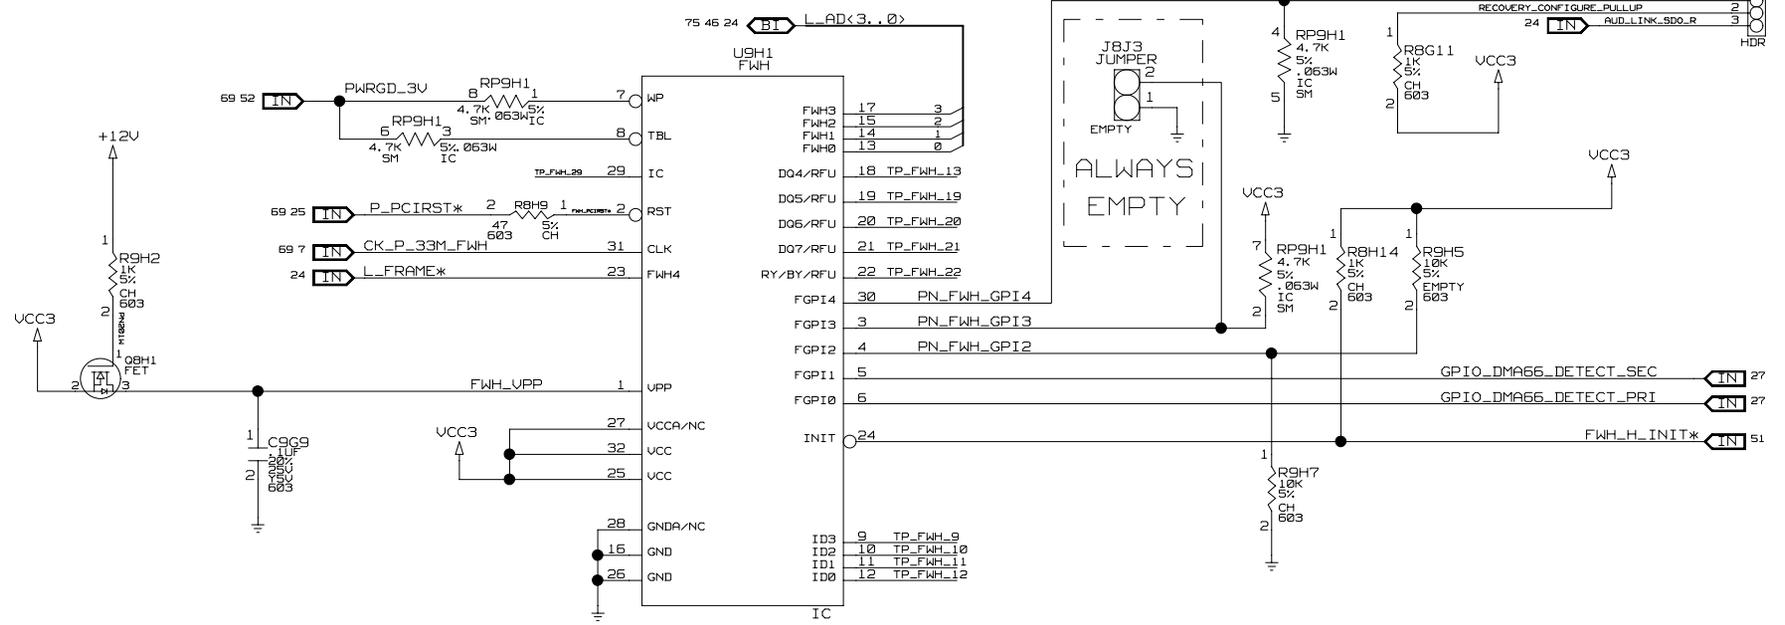 75 46 24 BI L_AD<3..0>
RECOVERY_CONFIGURE_PULLUP 2
24 IN AUD_LINK_SDO_R 3
HDR
U9H1
FWH
J8J3
JUMPER
2
1
EMPTY
ALWAYS
EMPTY
4 RP9H1
4.7K
5%
.063W
IC
5 SM
1 R8G11
1K
5%
CH
2 603
VCC3
69 52 IN PWRGD_3V
8 RP9H1 1 7 WP
4.7K 5%
SM .063W IC
6 RP9H1 3 8 TBL
4.7K 5% .063W
SM IC
TP_FWH_29 29 IC
69 25 IN P_PCIRST* 2 R8H9 1 FWH_PCIRST* 2 RST
47 5%
603 CH
69 7 IN CK_P_33M_FWH 31 CLK
24 IN L_FRAME* 23 FWH4
+12V
1 R9H2
1K
5%
CH
2 603
VCC3
1 Q8H1
FET
2 3
FWH_VPP 1 VPP
1 C9G9
.1UF
20%
25V
2 Y5V
603
VCC3
27 VCCA/NC
32 VCC
25 VCC
28 GNDA/NC
16 GND
26 GND
FWH3 17 3
FWH2 15 2
FWH1 14 1
FWH0 13 0
DQ4/RFU 18 TP_FWH_13
DQ5/RFU 19 TP_FWH_19
DQ6/RFU 20 TP_FWH_20
DQ7/RFU 21 TP_FWH_21
RY/BY/RFU 22 TP_FWH_22
FGPI4 30 PN_FWH_GPI4
FGPI3 3 PN_FWH_GPI3
FGPI2 4 PN_FWH_GPI2
FGPI1 5 GPIO_DMA66_DETECT_SEC IN 27
FGPI0 6 GPIO_DMA66_DETECT_PRI IN 27
INIT 24 FWH_H_INIT* IN 51
ID3 9 TP_FWH_9
ID2 10 TP_FWH_10
ID1 11 TP_FWH_11
ID0 12 TP_FWH_12
IC
VCC3
7 RP9H1
4.7K
5%
.063W
IC
2 SM
VCC3
1 R8H14
1K
5%
CH
2 603
1 R9H5
10K
5%
EMPTY
2 603
1 R9H7
10K
5%
CH
2 603